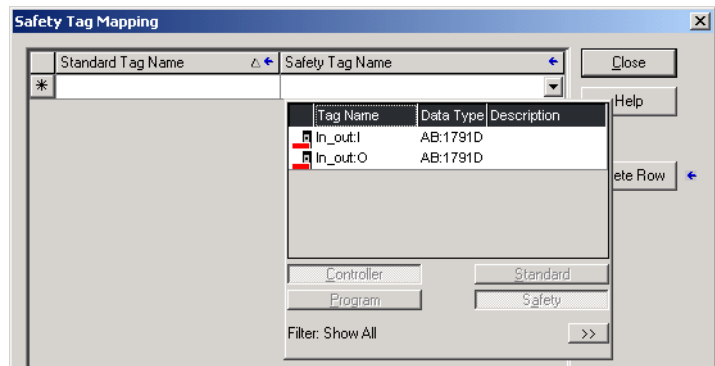 Safety Tag Mapping
Standard Tag Name Safety Tag Name
Close
Help
Tag Name Data Type Description
In_out:I AB:1791D
In_out:O AB:1791D
ete Row
Controller Standard
Program Safety
Filter: Show All >>